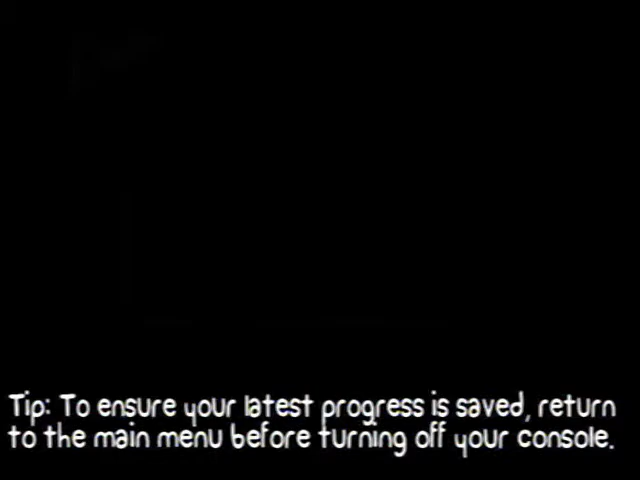 Tip: To ensure your latest progress is saved, return
to the main menu before turning off your console.